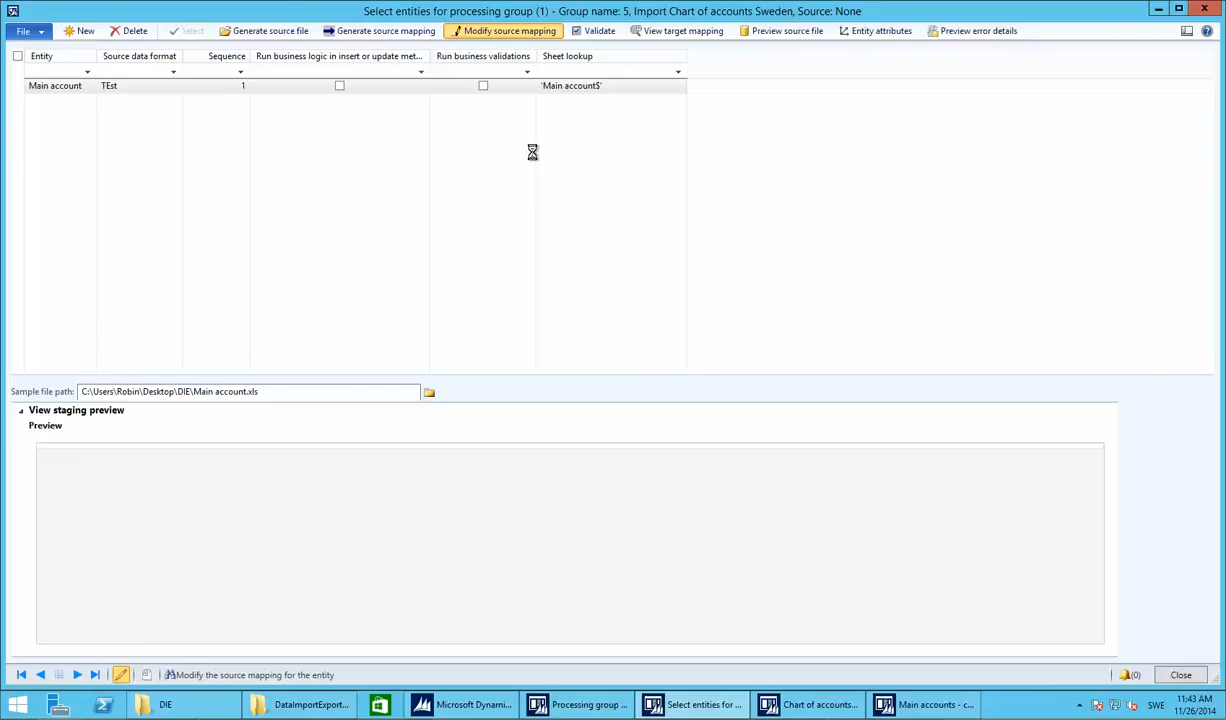 Select entities for processing group (1) - Group name: 5, Import Chart of accounts Sweden, Source: None
File New Delete Select Generate source file Generate source mapping Modify source mapping Validate View target mapping Preview source file Entity attributes Preview error details
Entity Source data format Sequence Run business logic in insert or update met... Run business validations Sheet lookup
Main account TEst 1 'Main account$'
Sample file path: C:\Users\Robin\Desktop\DIE\Main account.xls
View staging preview
Preview
Modify the source mapping for the entity (0) Close
DIE DataImportExport... Microsoft Dynami... Processing group ... Select entities for ... Chart of accounts... Main accounts - c... SWE 11:43 AM
11/26/2014